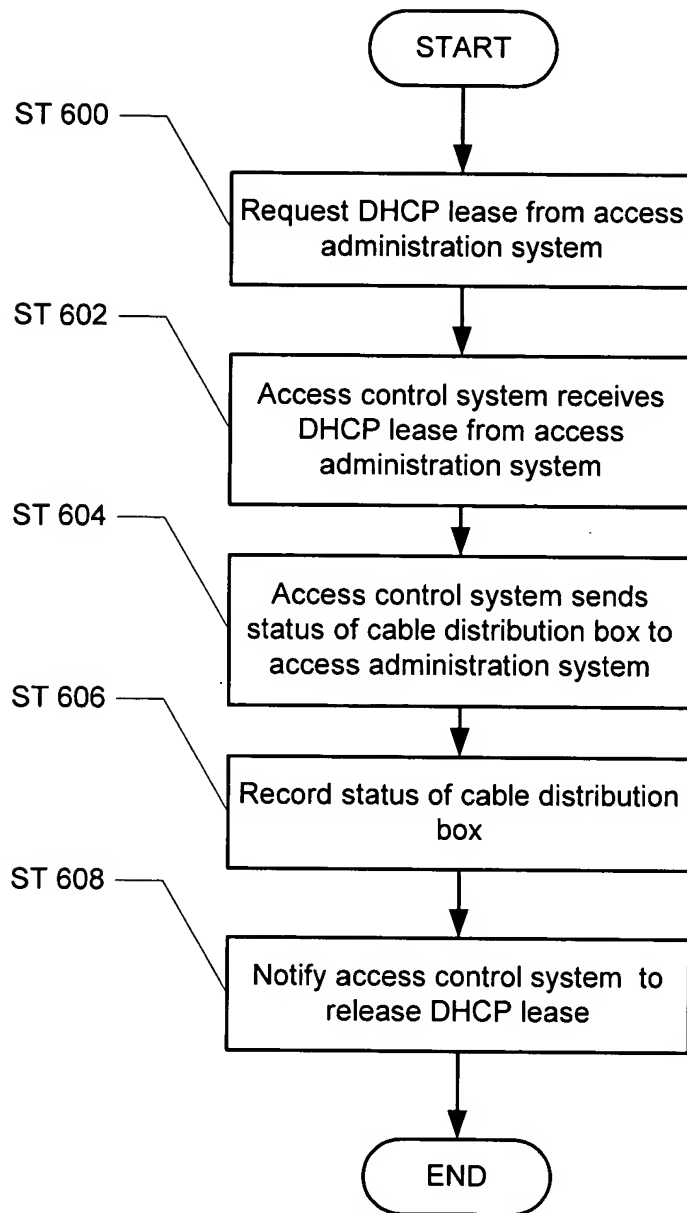 START
ST 600
Request DHCP lease from access
administration system
ST 602
Access control system receives
DHCP lease from access
administration system
ST 604
Access control system sends
status of cable distribution box to
access administration system
ST 606
Record status of cable distribution
box
ST 608
Notify access control system to
release DHCP lease
END